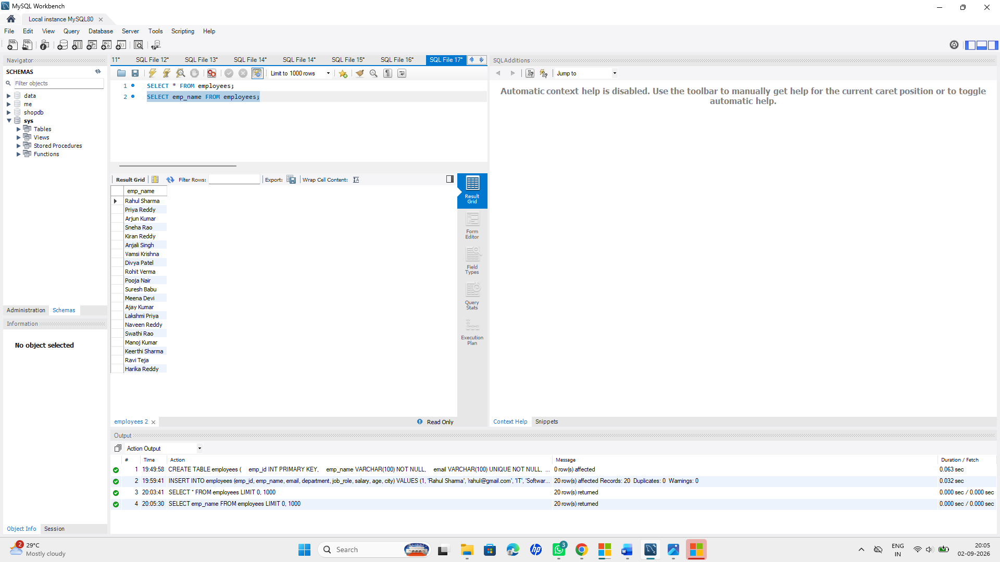 MySQL Workbench
Local instance MySQL80
File Edit View Query Database Server Tools Scripting Help
Navigator
SCHEMAS
Filter objects
data
me
shopdb
sys
Tables
Views
Stored Procedures
Functions
Administration Schemas
Information
No object selected
Object Info Session
11* SQL File 12* SQL File 13* SQL File 14* SQL File 14* SQL File 15* SQL File 16* SQL File 17*
Limit to 1000 rows
1 SELECT * FROM employees;
2 SELECT emp_name FROM employees;
Result Grid Filter Rows: Export: Wrap Cell Content:
emp_name
Rahul Sharma
Priya Reddy
Arjun Kumar
Sneha Rao
Kiran Reddy
Anjali Singh
Vamsi Krishna
Divya Patel
Rohit Verma
Pooja Nair
Suresh Babu
Meena Devi
Ajay Kumar
Lakshmi Priya
Naveen Reddy
Swathi Rao
Manoj Kumar
Keerthi Sharma
Ravi Teja
Harika Reddy
Result
Grid
Form
Editor
Field
Types
Query
Stats
Execution
Plan
employees 2
Read Only
SQLAdditions
Jump to
Automatic context help is disabled. Use the toolbar to manually get help for the current caret position or to toggle
automatic help.
Context Help Snippets
Output
Action Output
# Time Action Message Duration / Fetch
1 19:49:58 CREATE TABLE employees ( emp_id INT PRIMARY KEY, emp_name VARCHAR(100) NOT NULL, email VARCHAR(100) UNIQUE NOT NULL, ... 0 row(s) affected 0.063 sec
2 19:59:41 INSERT INTO employees (emp_id, emp_name, email, department, job_role, salary, age, city) VALUES (1, 'Rahul Sharma', 'rahul@gmail.com', 'IT', 'Softwar... 20 row(s) affected Records: 20 Duplicates: 0 Warnings: 0 0.032 sec
3 20:03:41 SELECT * FROM employees LIMIT 0, 1000 20 row(s) returned 0.000 sec / 0.000 sec
4 20:05:30 SELECT emp_name FROM employees LIMIT 0, 1000 20 row(s) returned 0.000 sec / 0.000 sec
2
29°C
Mostly cloudy
Search
hp
3
ENG
IN
20:05
02-09-2026